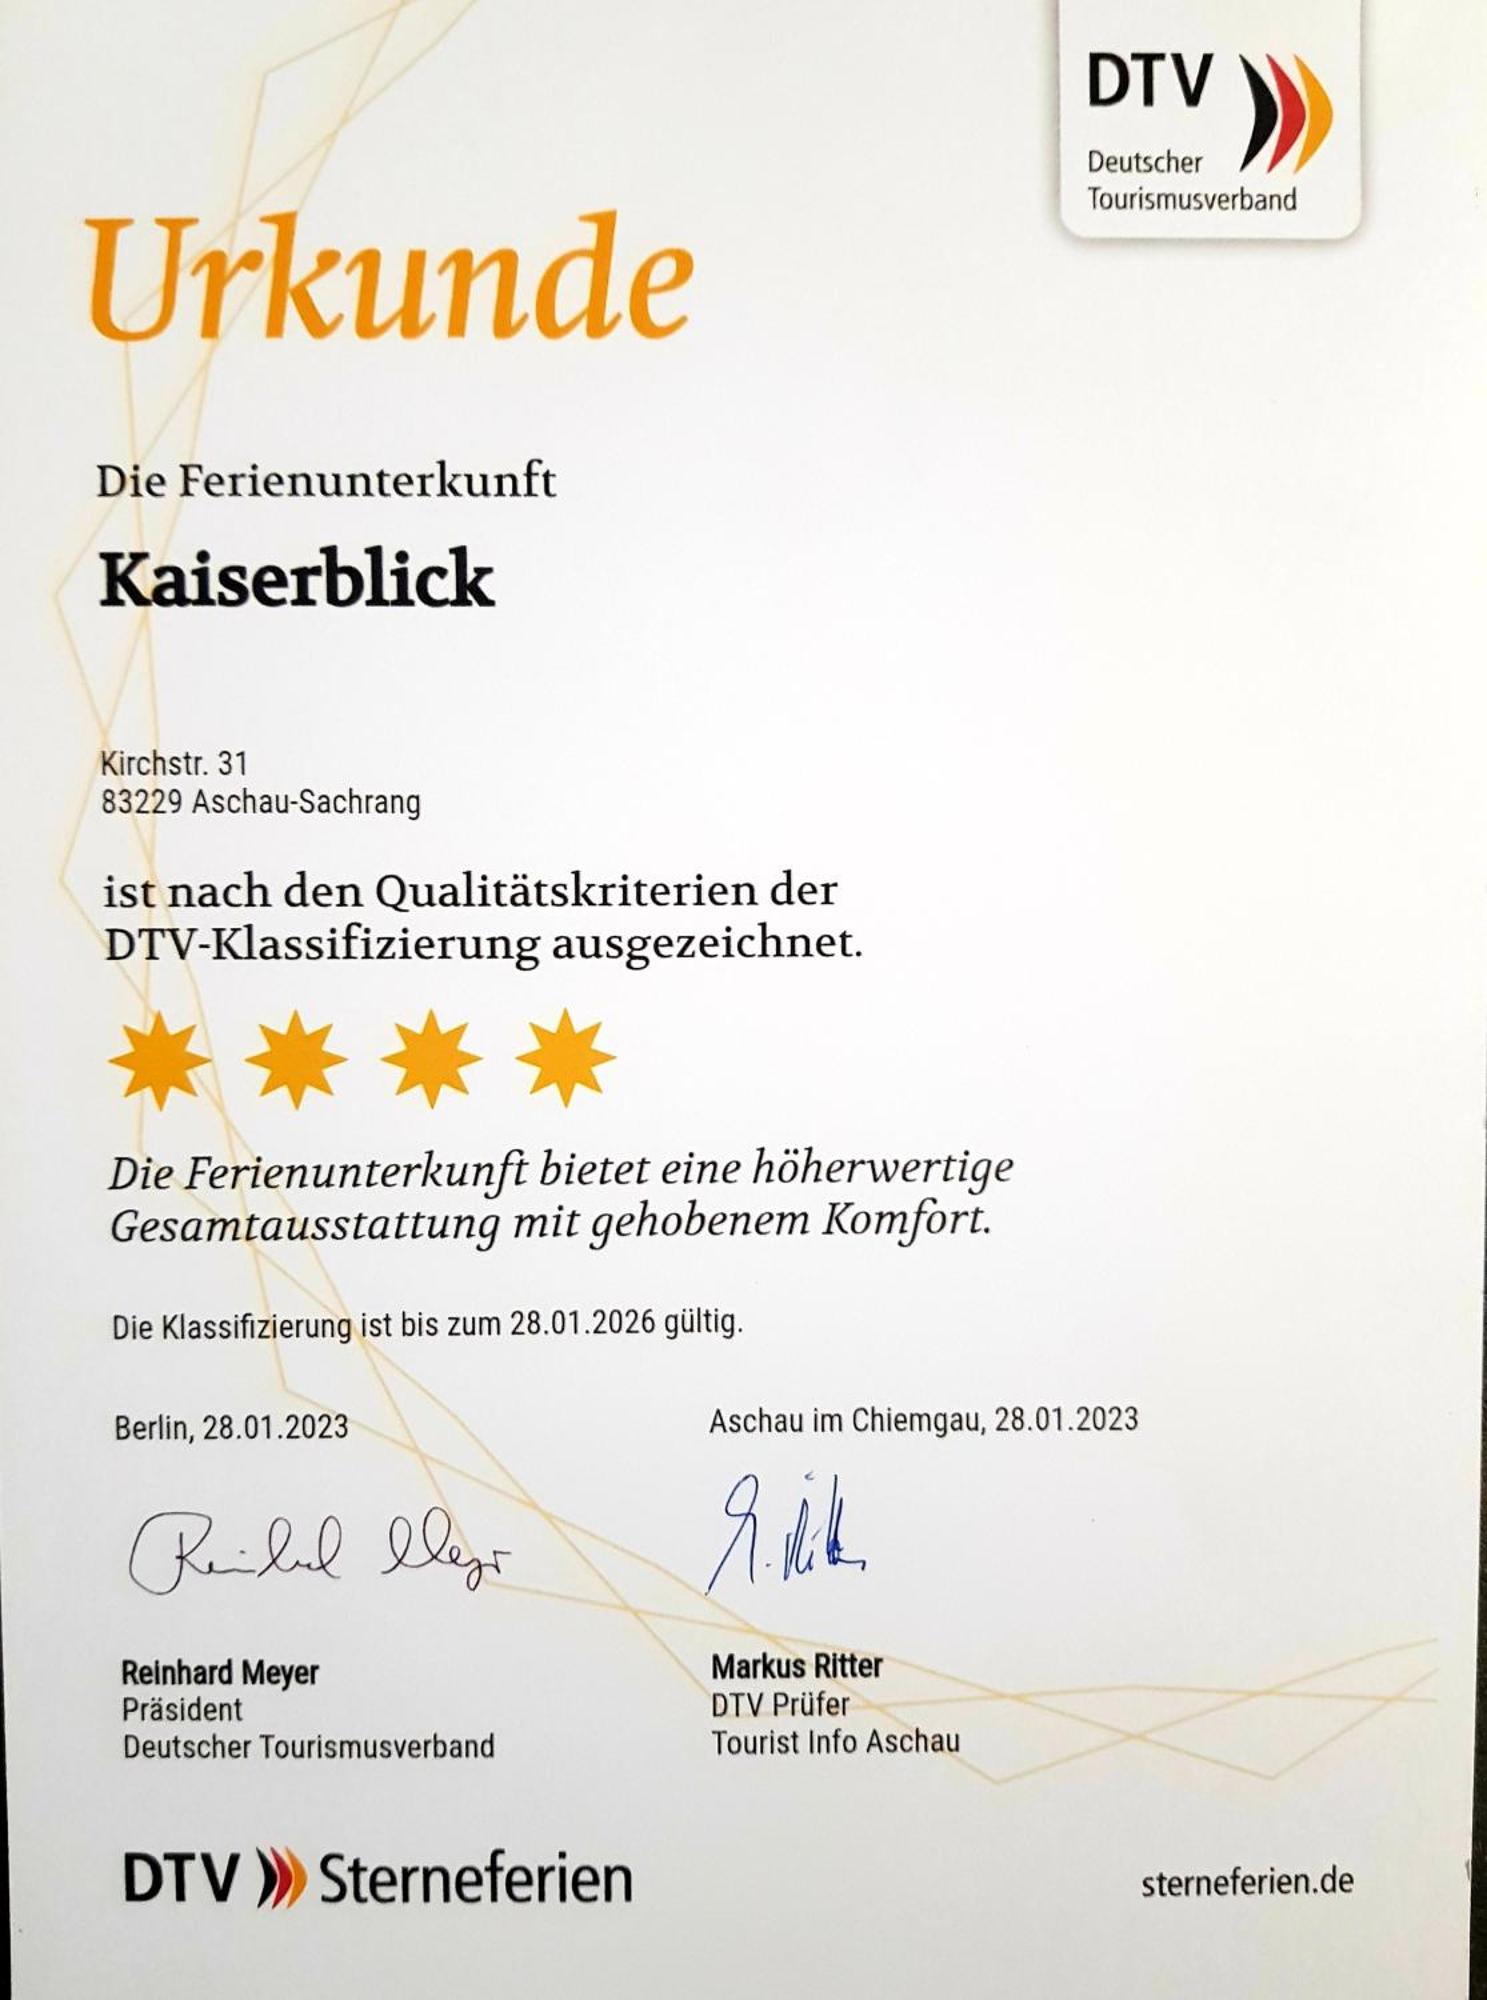 DTV
Deutscher
Tourismusverband
Urkunde
Die Ferienunterkunft
Kaiserblick
Kirchstr. 31
83229 Aschau-Sachrang
ist nach den Qualitätskriterien der
DTV-Klassifizierung ausgezeichnet.
Die Ferienunterkunft bietet eine höherwertige
Gesamtausstattung mit gehobenem Komfort.
Die Klassifizierung ist bis zum 28.01.2026 gültig.
Berlin, 28.01.2023
Reinhard Meyer
Reinhard Meyer
Präsident
Deutscher Tourismusverband
Aschau im Chiemgau, 28.01.2023
Markus Ritter
DTV Prüfer
Tourist Info Aschau
DTV Sterneferien
sterneferien.de